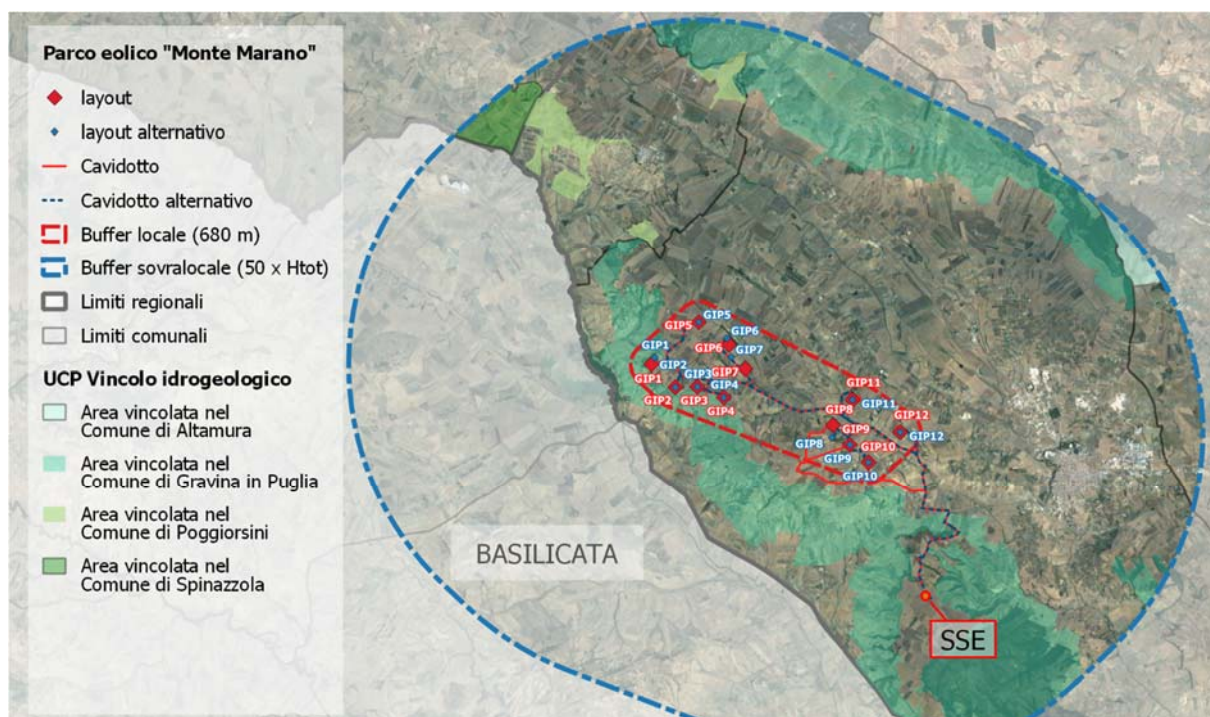 Parco eolico "Monte Marano"
layout
layout alternativo
Cavidotto
Cavidotto alternativo
Buffer locale (680 m)
Buffer sovralocale (50 x Htot)
Limiti regionali
Limiti comunali
UCP Vincolo idrogeologico
Area vincolata nel
Comune di Altamura
Area vincolata nel
Comune di Gravina in Puglia
Area vincolata nel
Comune di Poggiorsini
Area vincolata nel
Comune di Spinazzola
GIP5
GIP5
GIP6
GIP1
GIP6
GIP7
GIP2
GIP1
GIP3
GIP7
GIP4
GIP2
GIP3
GIP4
GIP11
GIP11
GIP8
GIP12
GIP9
GIP12
GIP8
GIP10
GIP9
GIP10
BASILICATA
SSE